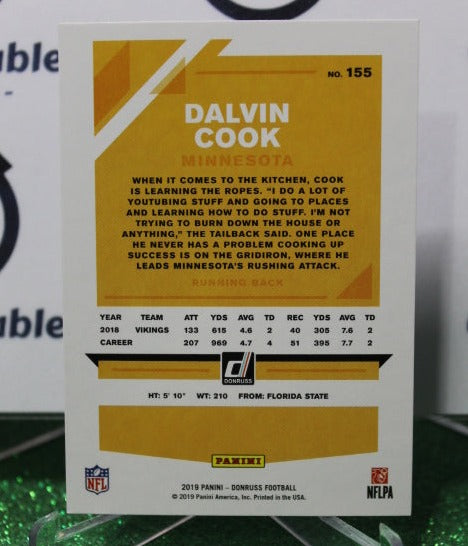 able
NO. 155
DALVIN
COOK
MINNESOTA
WHEN IT COMES TO THE KITCHEN, COOK
IS LEARNING THE ROPES. "I DO A LOT OF
YOUTUBING STUFF AND GOING TO PLACES
AND LEARNING HOW TO DO STUFF. I'M NOT
TRYING TO BURN DOWN THE HOUSE OR
ANYTHING," THE TAILBACK SAID. ONE PLACE
HE NEVER HAS A PROBLEM COOKING UP
SUCCESS IS ON THE GRIDIRON, WHERE HE
LEADS MINNESOTA'S RUSHING ATTACK.
RUNNING BACK
YEAR TEAM ATT YDS AVG TD REC YDS AVG TD
2018 VIKINGS 133 615 4.6 2 40 305 7.6 2
CAREER 207 969 4.7 4 51 395 7.7 2
d
DONRUSS
HT: 5' 10" WT: 210 FROM: FLORIDA STATE
PANINI
NFL
2019 PANINI – DONRUSS FOOTBALL
© 2019 Panini America, Inc. Printed in the USA.
NFLPA